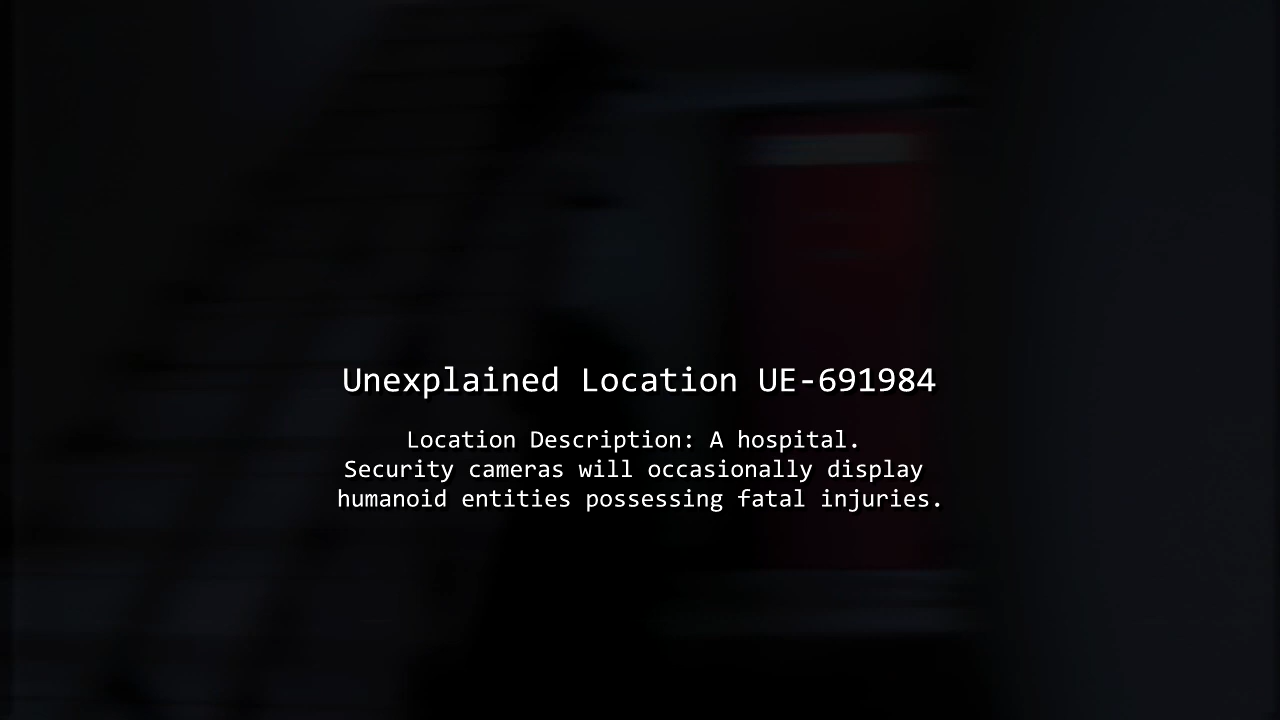 Unexplained Location UE-691984
Location Description: A hospital.
Security cameras will occasionally display
humanoid entities possessing fatal injuries.